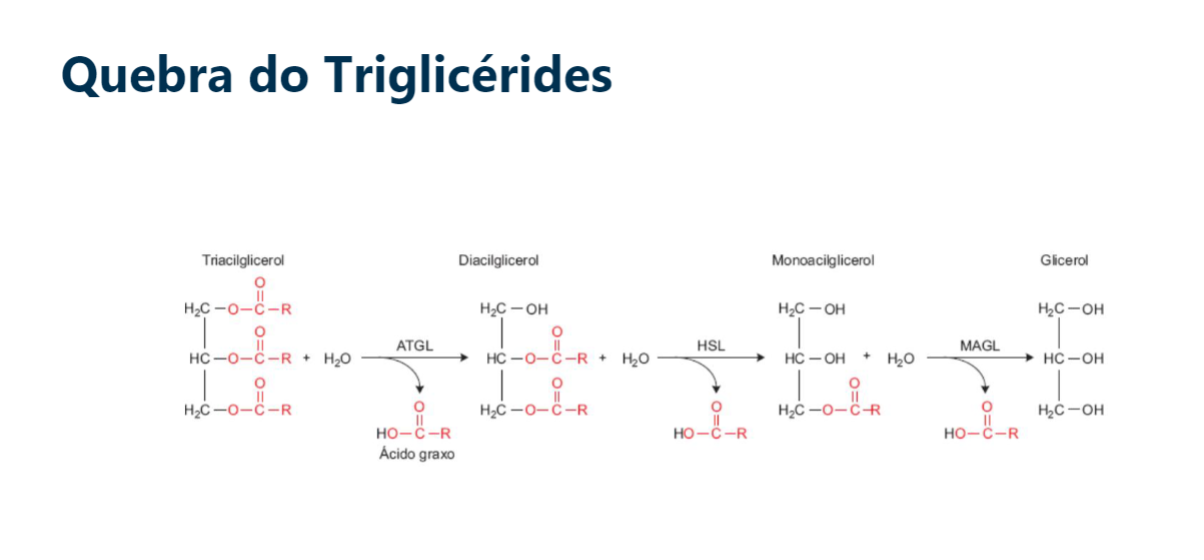 Quebra do Triglicérides
Triacilglicerol Diacilglicerol Monoacilglicerol Glicerol
O
H₂C–O–C–R H₂C–OH H₂C–OH H₂C–OH
O O
HC–O–C–R + H₂O ATGL HC–O–C–R + H₂O HSL HC–OH + H₂O MAGL HC–OH
O O O
H₂C–O–C–R H₂C–O–C–R H₂C–O–C–R H₂C–OH
O O O
HO–C–R HO–C–R HO–C–R
Ácido graxo